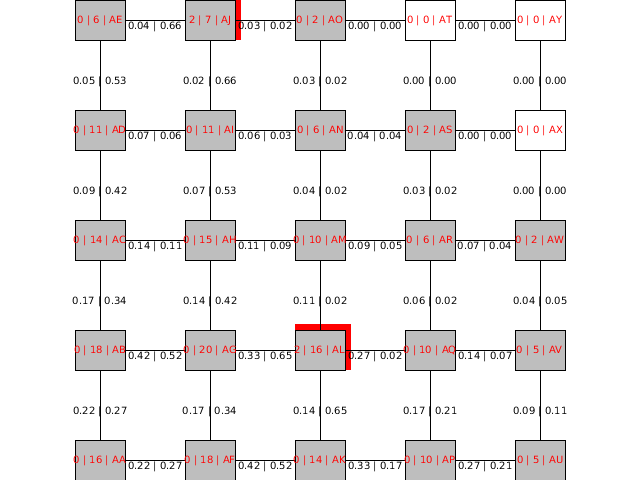 0 | 6 | AE 0.04 | 0.66 2 | 7 | AJ 0.03 | 0.02 0 | 2 | AO 0.00 | 0.00 0 | 0 | AT 0.00 | 0.00 0 | 0 | AY
0.05 | 0.53 0.02 | 0.66 0.03 | 0.02 0.00 | 0.00 0.00 | 0.00
0 | 11 | AD 0.07 | 0.06 0 | 11 | AI 0.06 | 0.03 0 | 6 | AN 0.04 | 0.04 0 | 2 | AS 0.00 | 0.00 0 | 0 | AX
0.09 | 0.42 0.07 | 0.53 0.04 | 0.02 0.03 | 0.02 0.00 | 0.00
0 | 14 | AC 0.14 | 0.11 0 | 15 | AH 0.11 | 0.09 0 | 10 | AM 0.09 | 0.05 0 | 6 | AR 0.07 | 0.04 0 | 2 | AW
0.17 | 0.34 0.14 | 0.42 0.11 | 0.02 0.06 | 0.02 0.04 | 0.05
0 | 18 | AB 0.42 | 0.52 0 | 20 | AG 0.33 | 0.65 2 | 16 | AL 0.27 | 0.02 0 | 10 | AQ 0.14 | 0.07 0 | 5 | AV
0.22 | 0.27 0.17 | 0.34 0.14 | 0.65 0.17 | 0.21 0.09 | 0.11
0 | 16 | AA 0.22 | 0.27 0 | 18 | AF 0.42 | 0.52 0 | 14 | AK 0.33 | 0.17 0 | 10 | AP 0.27 | 0.21 0 | 5 | AU